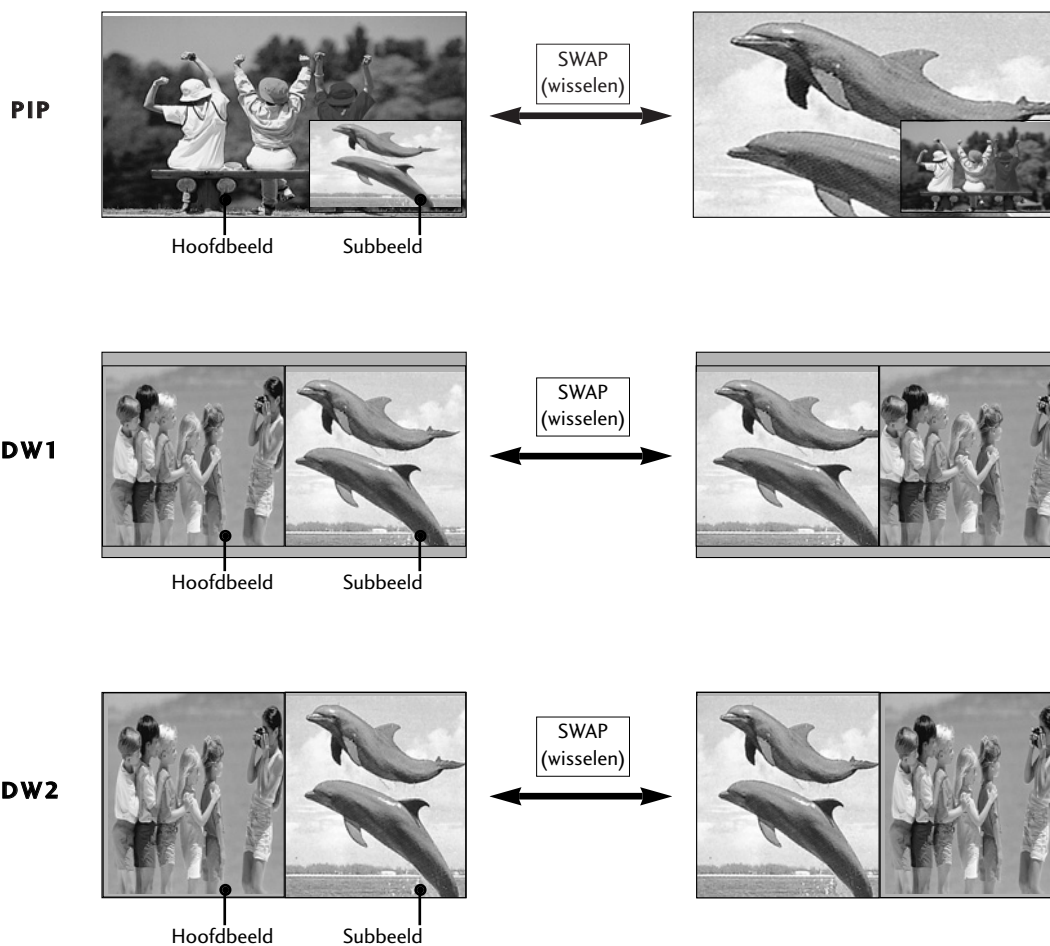 PIP
SWAP
(wisselen)
Hoofdbeeld
Subbeeld
DW1
SWAP
(wisselen)
Hoofdbeeld
Subbeeld
DW2
SWAP
(wisselen)
Hoofdbeeld
Subbeeld